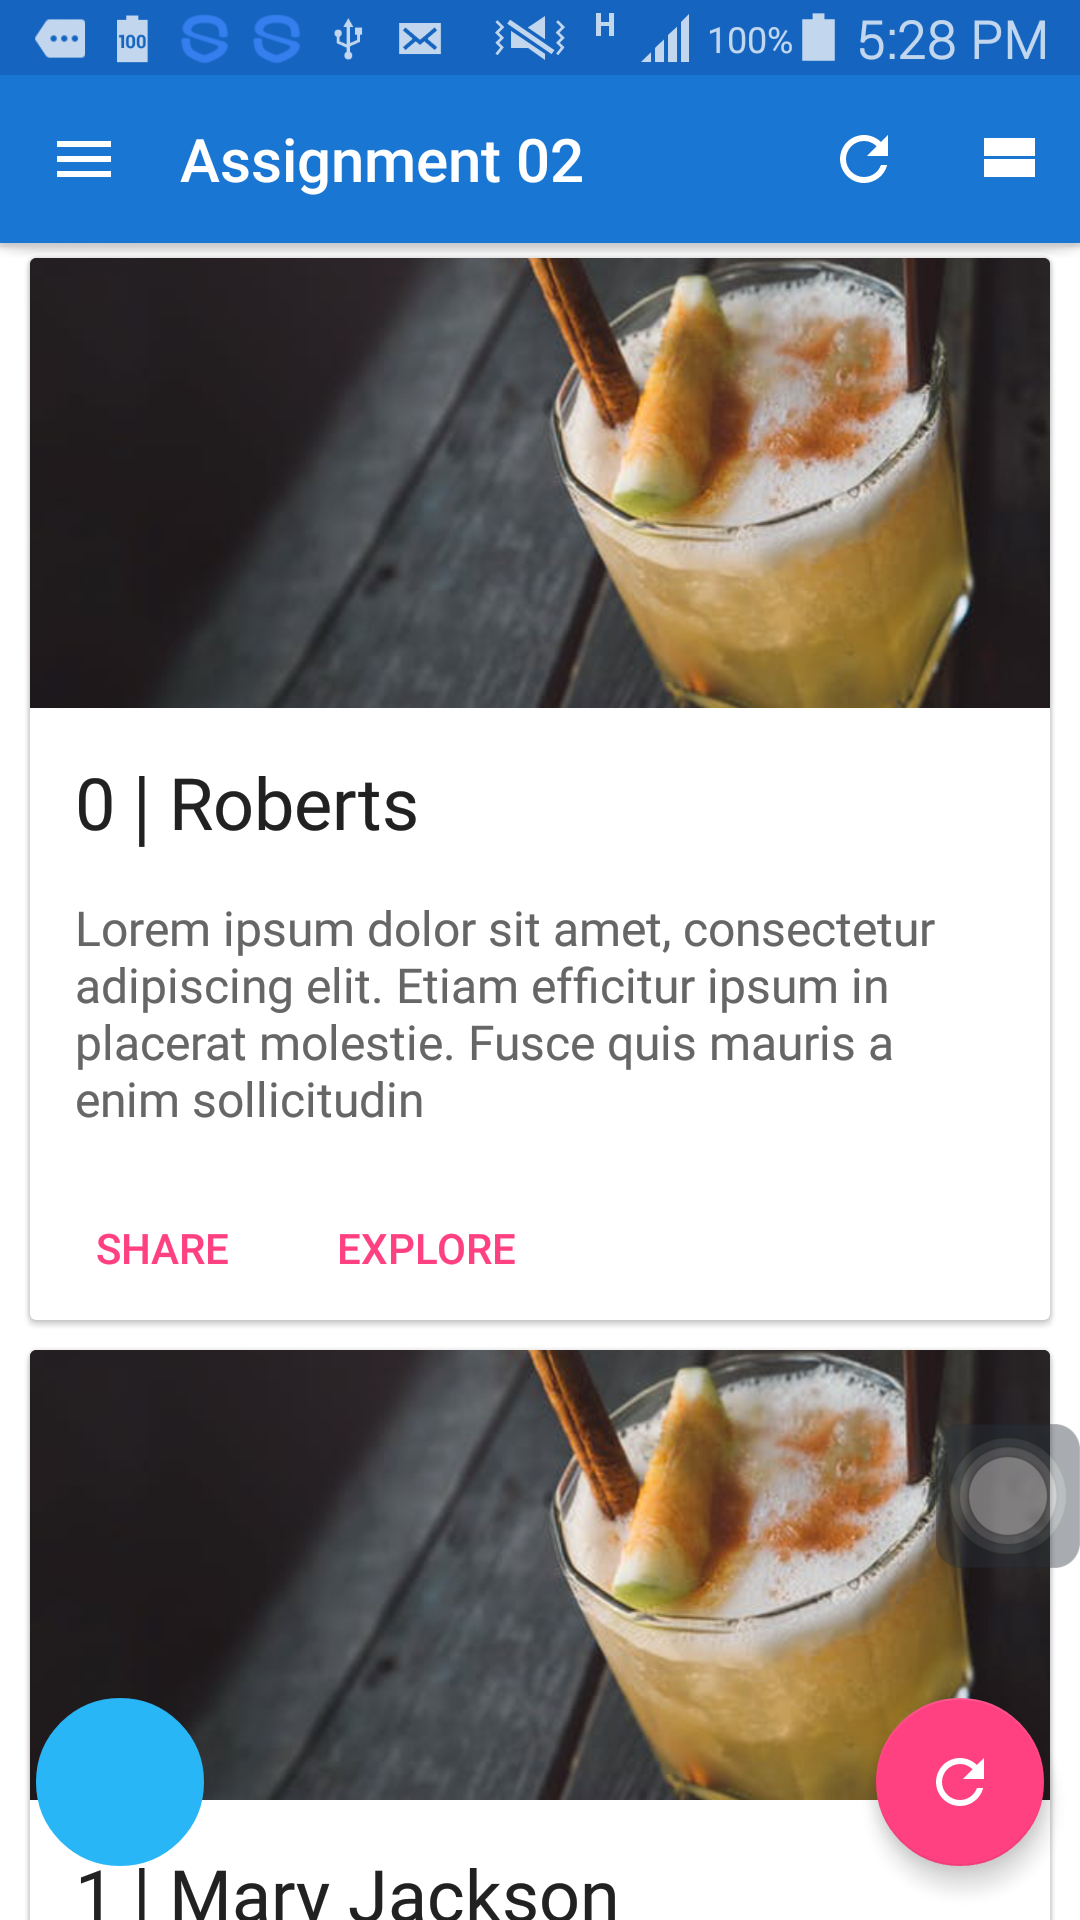 100 H 100% 5:28 PM
Assignment 02
0 | Roberts
Lorem ipsum dolor sit amet, consectetur
adipiscing elit. Etiam efficitur ipsum in
placerat molestie. Fusce quis mauris a
enim sollicitudin
SHARE EXPLORE
1 | Mary Jackson